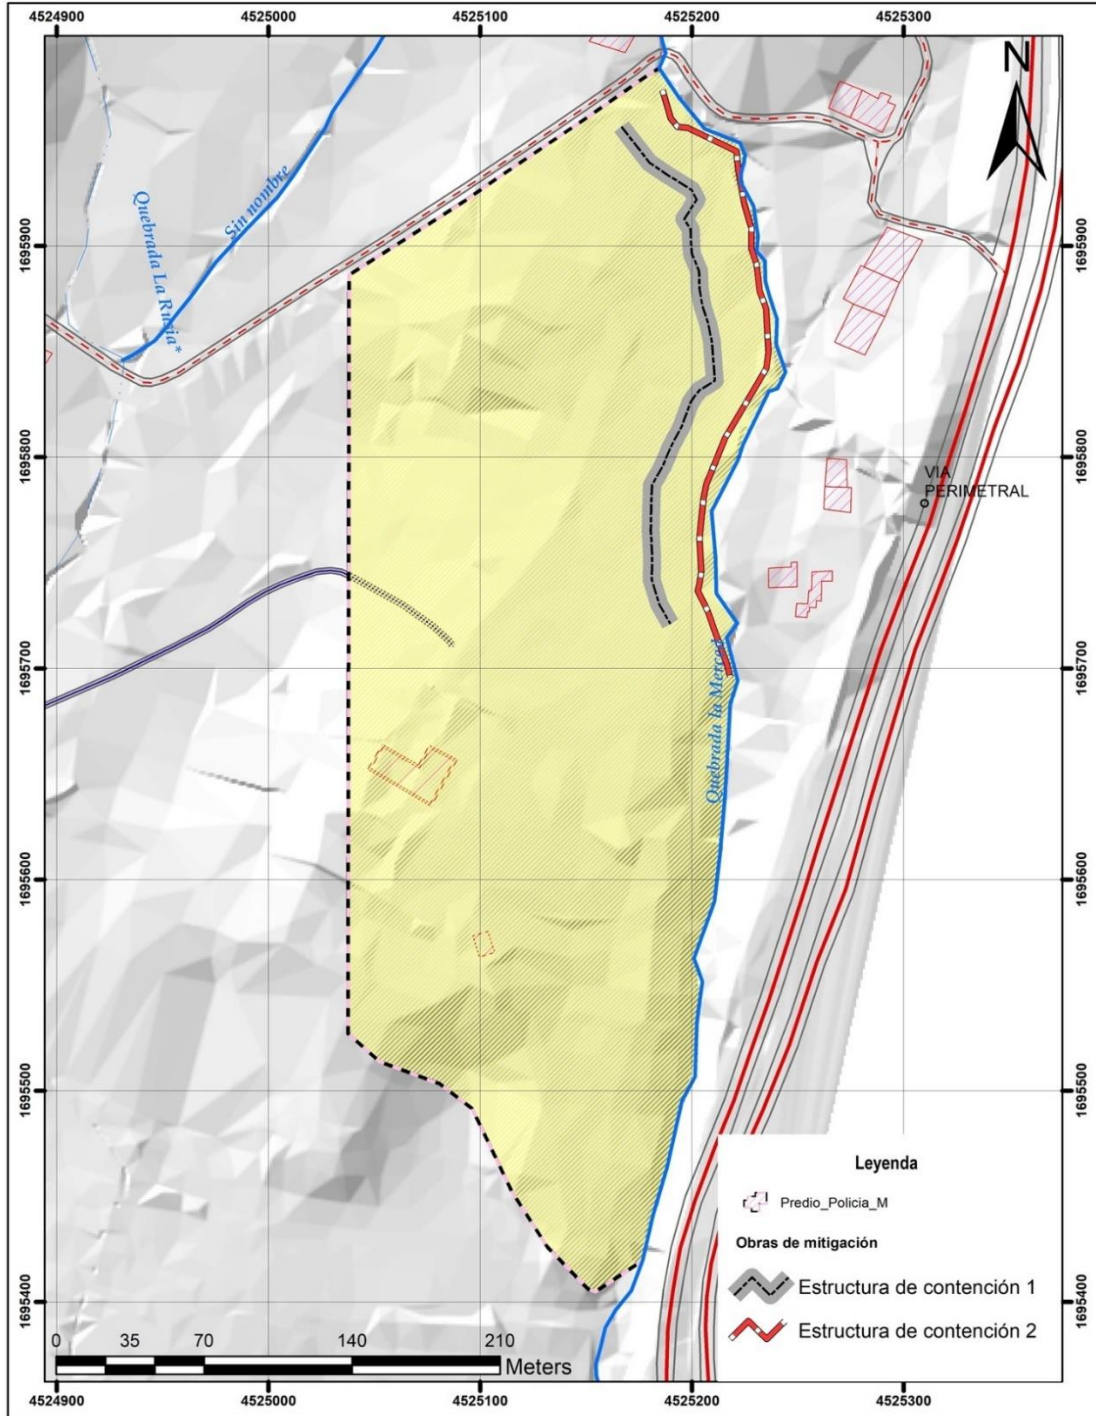 4524900 4525000 4525100 4525200 4525300
N
Sin nombre
Quebrada La Rusia*
1695900
1695900
1695800
1695800
VIA
PERIMETRAL
1695700
1695700
Quebrada la Merced
1695600
1695600
1695500
1695500
Leyenda
Predio_Policia_M
Obras de mitigación
Estructura de contención 1
Estructura de contención 2
1695400
1695400
0 35 70 140 210
Meters
4524900 4525000 4525100 4525200 4525300